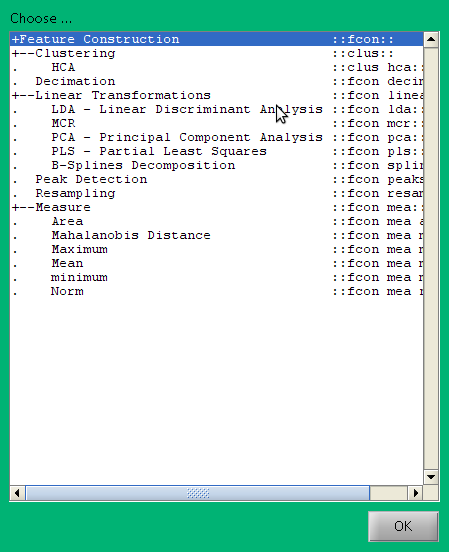 Choose ...
+Feature Construction ::fcon::
+--Clustering ::clus::
. HCA ::clus hca::
. Decimation ::fcon decim
+--Linear Transformations ::fcon linea
. LDA - Linear Discriminant Analysis ::fcon lda::
. MCR ::fcon mcr::
. PCA - Principal Component Analysis ::fcon pca::
. PLS - Partial Least Squares ::fcon pls::
. B-Splines Decomposition ::fcon splin
. Peak Detection ::fcon peaks
. Resampling ::fcon resam
+--Measure ::fcon mea::
. Area ::fcon mea a
. Mahalanobis Distance ::fcon mea m
. Maximum ::fcon mea m
. Mean ::fcon mea m
. minimum ::fcon mea m
. Norm ::fcon mea n
OK